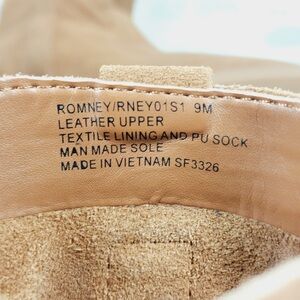 ROMNEY/RNEY01S1 9M
LEATHER UPPER
TEXTILE LINING AND PU SOCK
MAN MADE SOLE
MADE IN VIETNAM SF3326